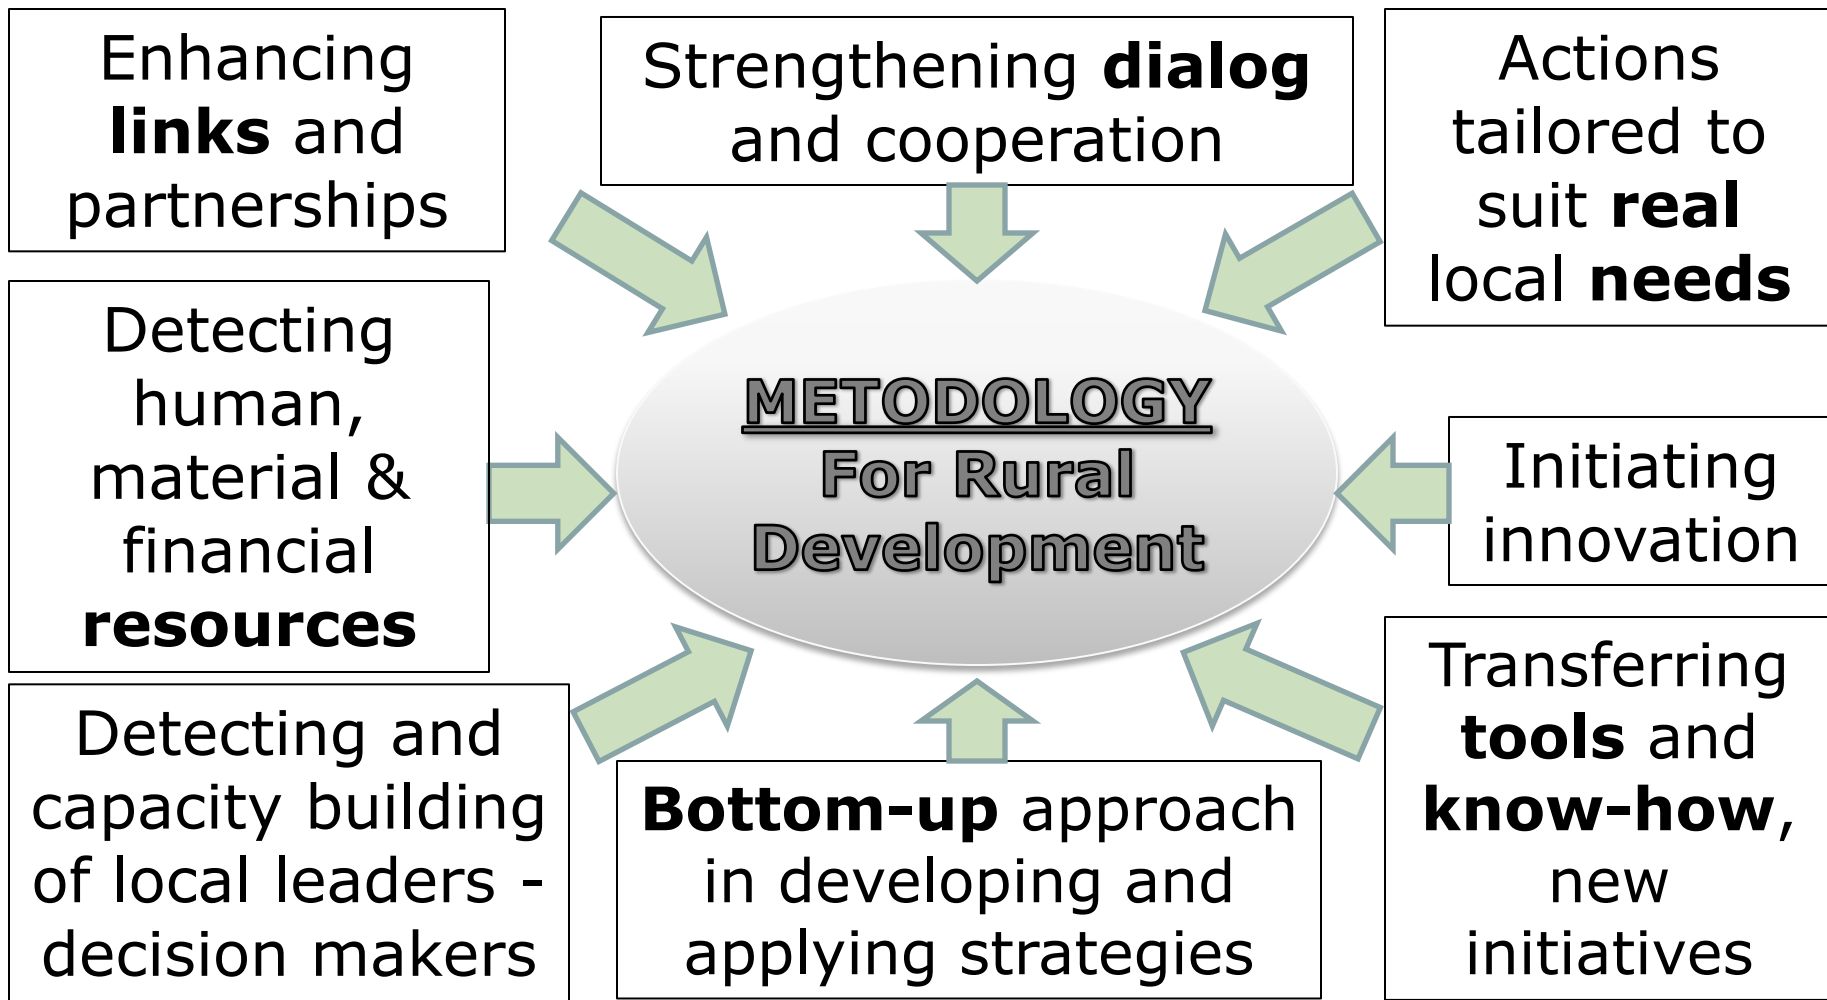 Enhancing
links and
partnerships
Strengthening dialog
and cooperation
Actions
tailored to
suit real
local needs
Detecting
human,
material &
financial
resources
METODOLOGY
For Rural
Development
Initiating
innovation
Detecting and
capacity building
of local leaders -
decision makers
Bottom-up approach
in developing and
applying strategies
Transferring
tools and
know-how,
new
initiatives